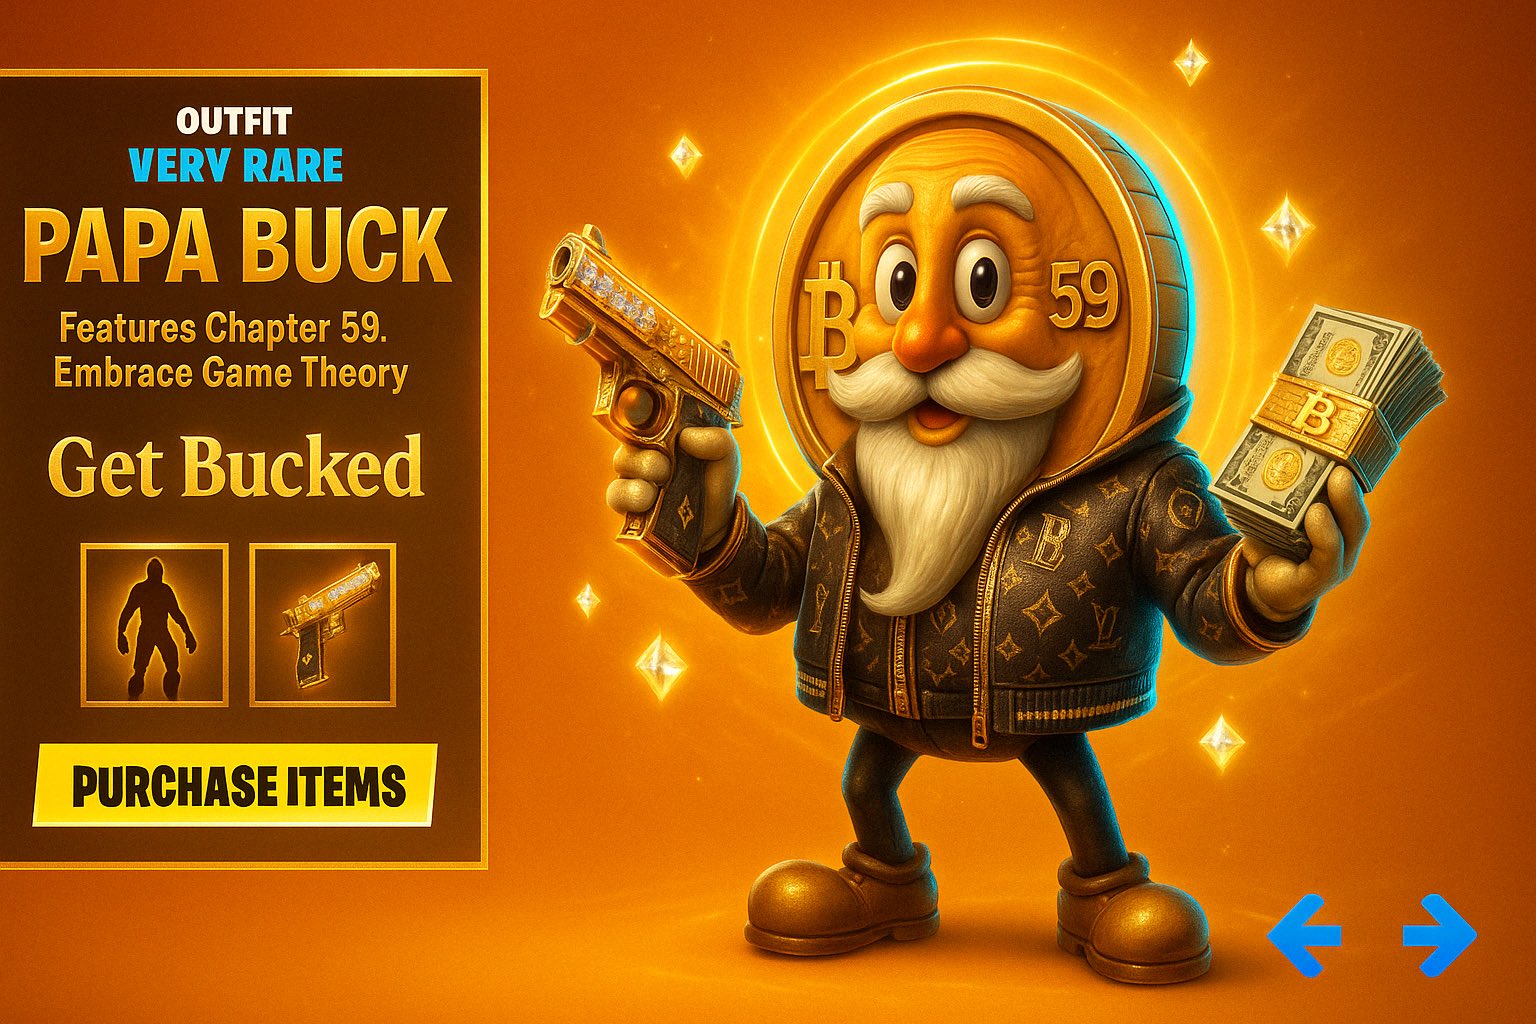 OUTFIT
VERV RARE
PAPA BUCK
Features Chapter 59.
Embrace Game Theory
Get Bucked
PURCHASE ITEMS
₿
59
₿
B